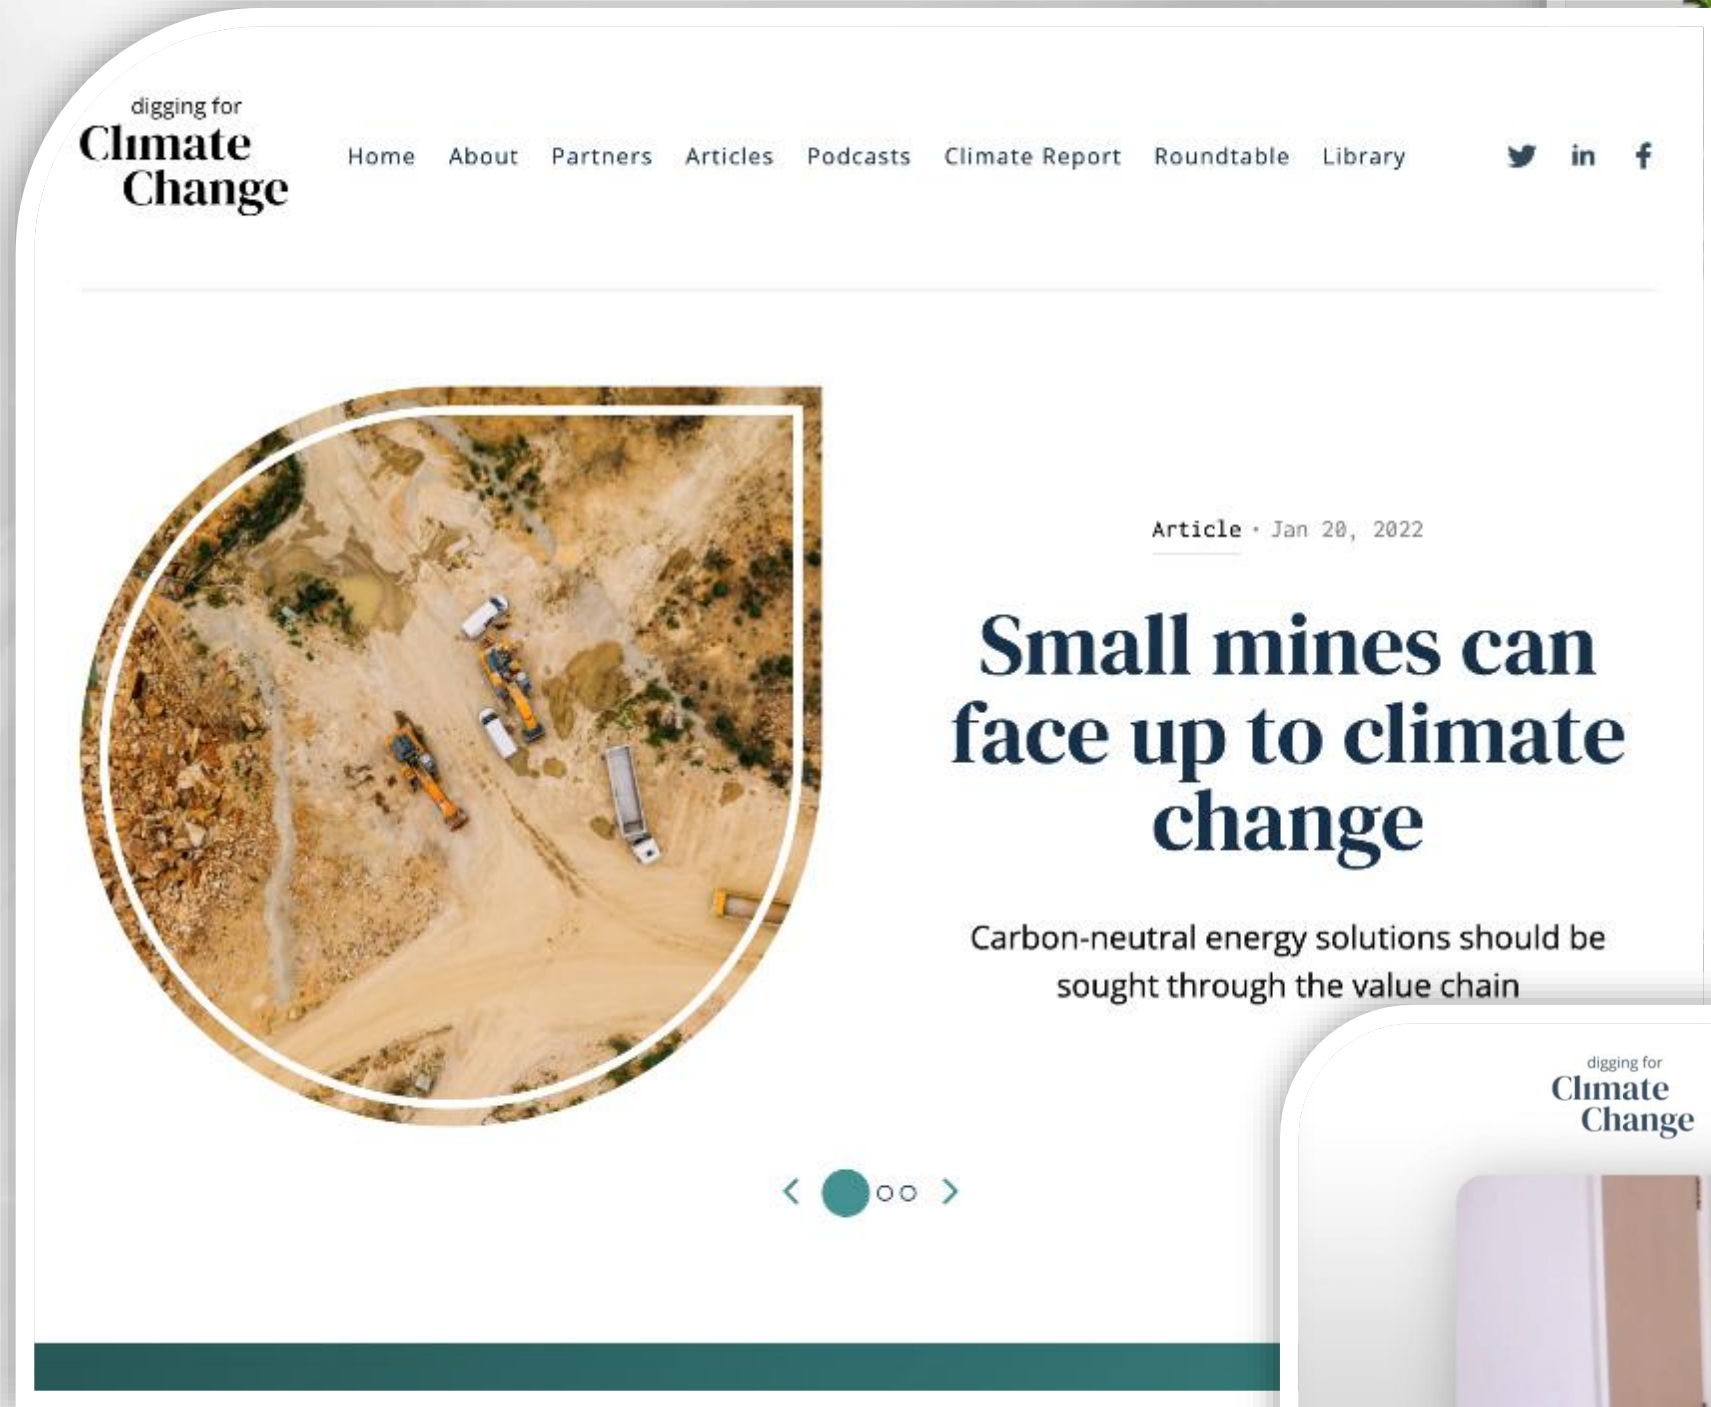 digging for
Climate
Change
Home About Partners Articles Podcasts Climate Report Roundtable Library
Article • Jan 20, 2022
Small mines can
face up to climate
change
Carbon-neutral energy solutions should be
sought through the value chain
digging for
Climate
Change